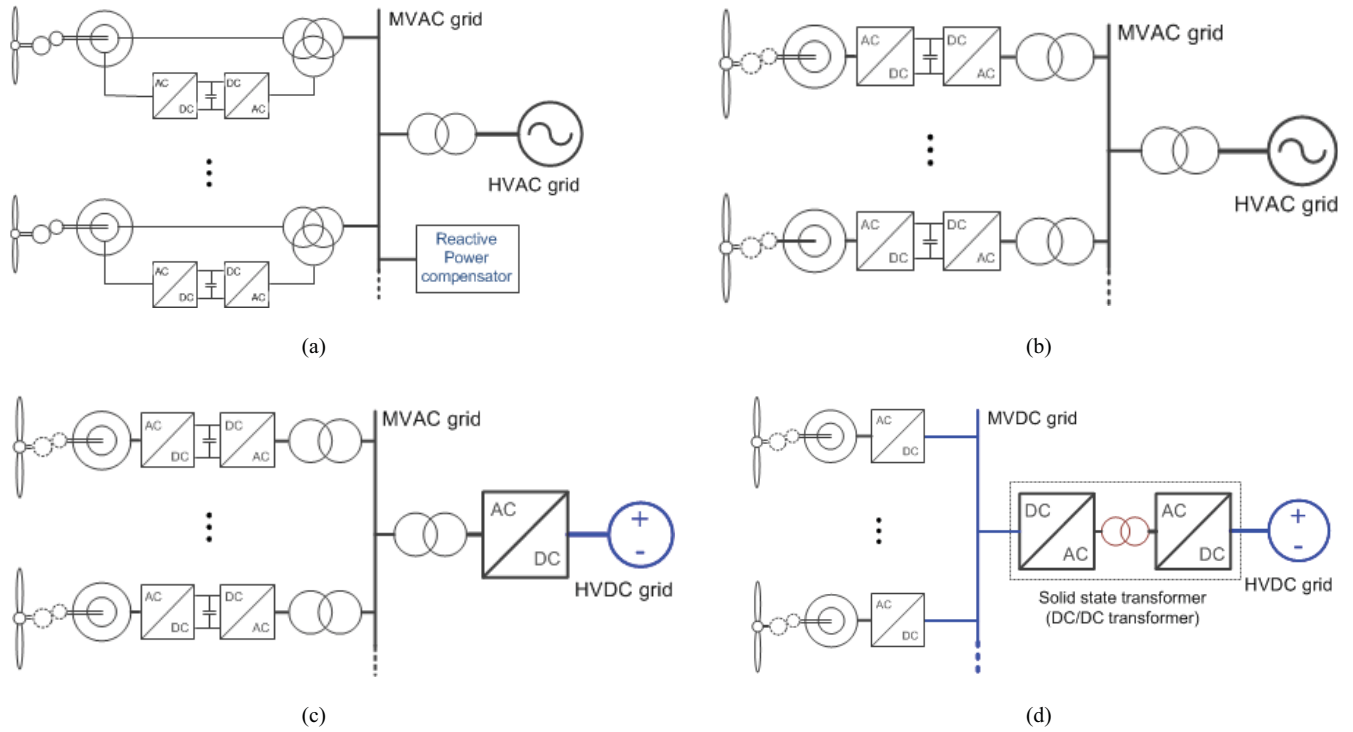 MVAC grid
AC
DC
DC
AC
HVAC grid
AC
DC
DC
AC
Reactive
Power
compensator
(a)
MVAC grid
AC
DC
DC
AC
HVAC grid
AC
DC
DC
AC
(b)
MVAC grid
AC
DC
DC
AC
AC
DC
+
-
HVDC grid
AC
DC
DC
AC
(c)
MVDC grid
AC
DC
DC
AC
AC
DC
+
-
HVDC grid
Solid state transformer
(DC/DC transformer)
AC
DC
(d)